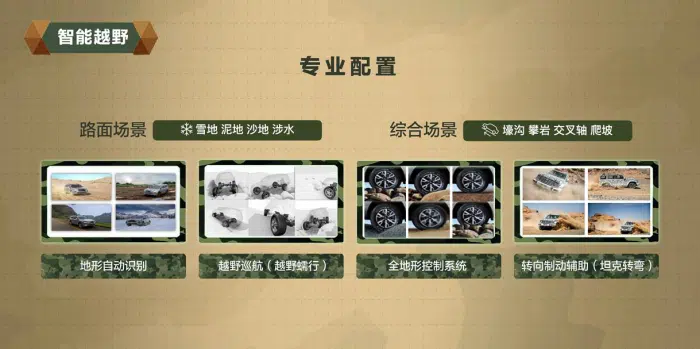 智能越野
专业配置
路面场景
雪地 泥地 沙地 涉水
综合场景
壕沟 攀岩 交叉轴 爬坡
地形自动识别
越野巡航（越野蠕行）
全地形控制系统
转向制动辅助（坦克转弯）